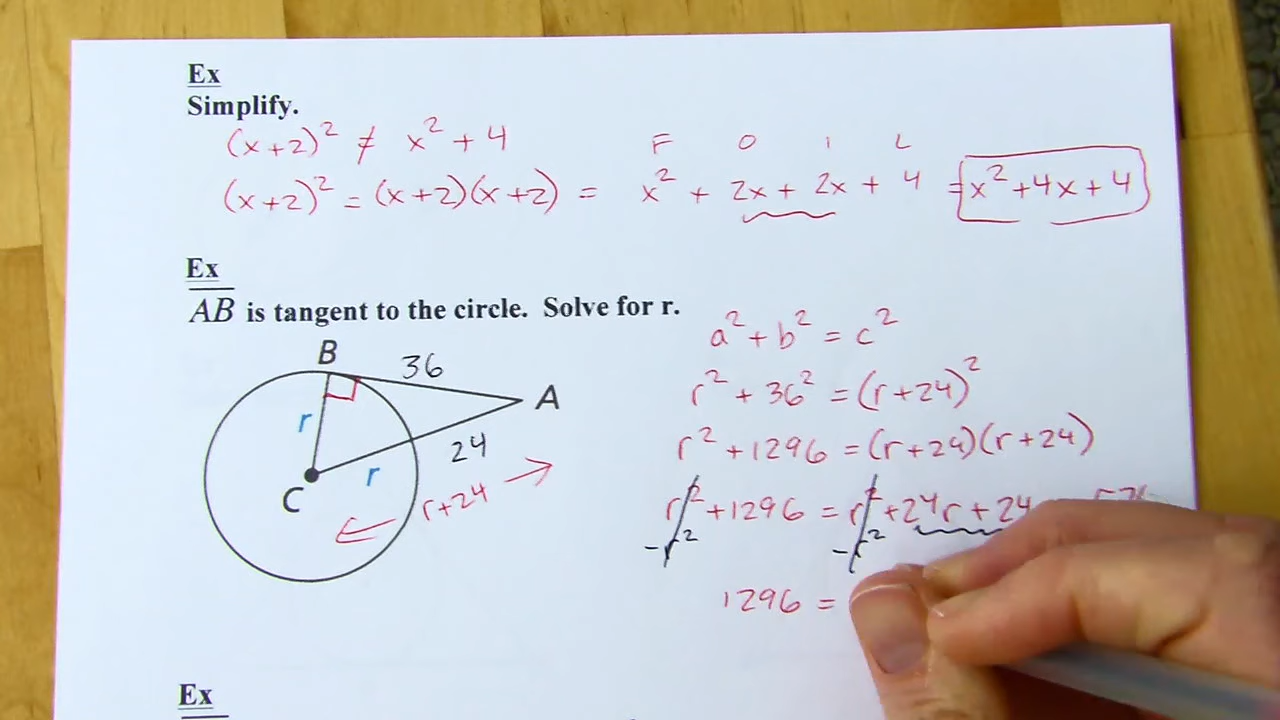 Ex
Simplify.
(x+2)² ≠ x² + 4
F O I L
(x+2)² = (x+2)(x+2) = x² + 2x + 2x + 4 = x² + 4x + 4
Ex
AB is tangent to the circle. Solve for r.
B
36
A
r
24
r
C
r+24
a² + b² = c²
r² + 36² = (r+24)²
r² + 1296 = (r+24)(r+24)
r² + 1296 = r² + 24r + 24
-r² -r²
1296 =
Ex